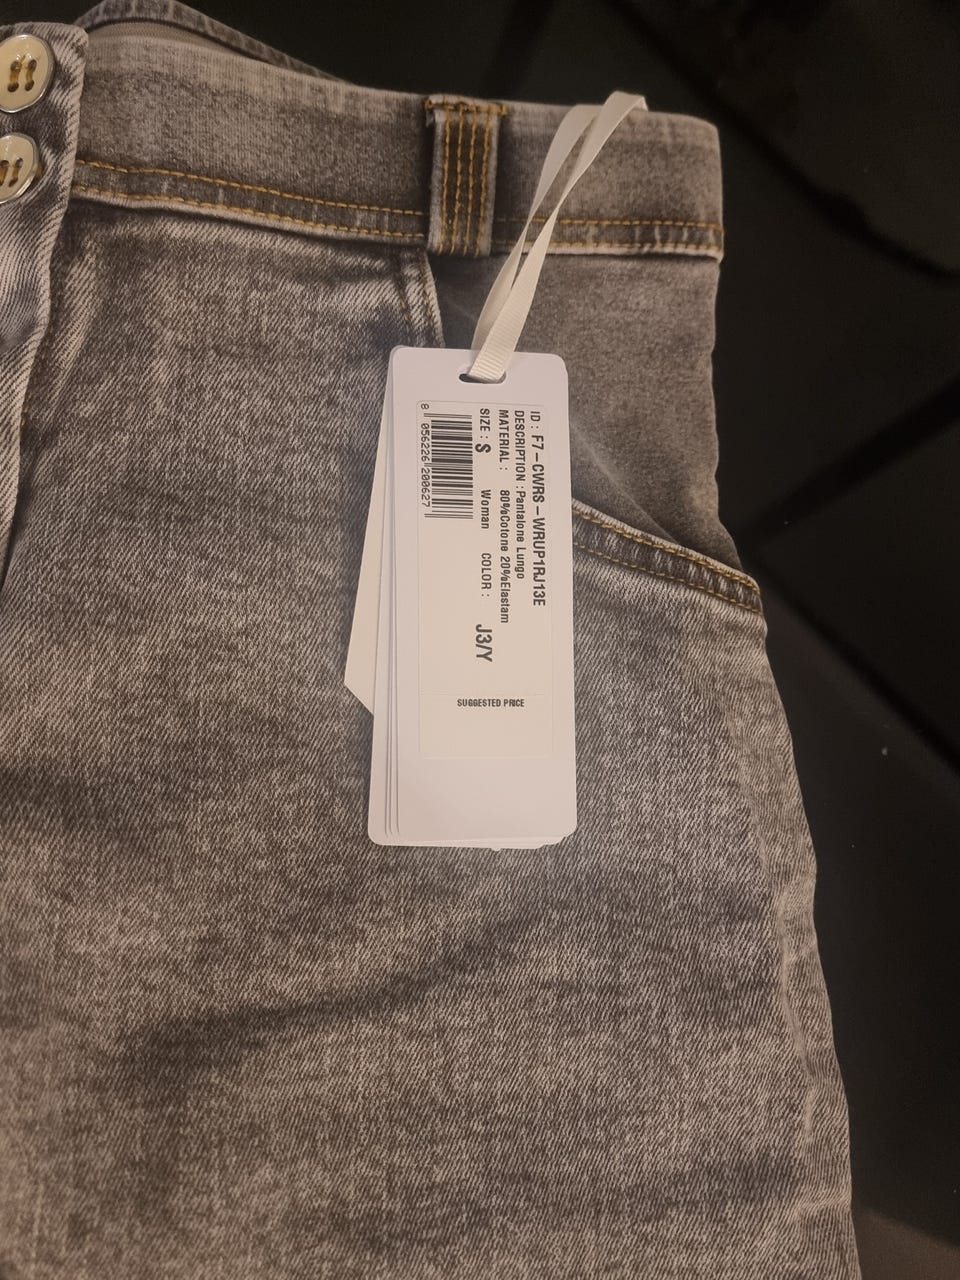 ID : F7-CWRS-WRUP1RJ13E
DESCRIPTION :Pantalone Lungo
MATERIAL : 80%Cotone 20%Elastam
SIZE : S Woman COLOR : J3/Y
8 056226 200627
SUGGESTED PRICE